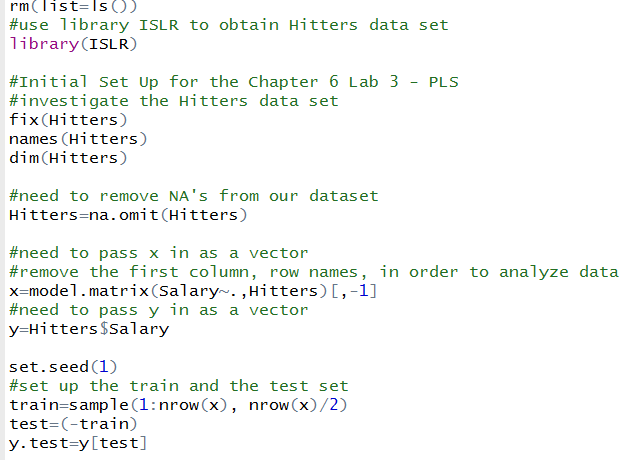 rm(list=ls())
#use library ISLR to obtain Hitters data set
library(ISLR)
#Initial Set Up for the Chapter 6 Lab 3 - PLS
#investigate the Hitters data set
fix(Hitters)
names(Hitters)
dim(Hitters)
#need to remove NA's from our dataset
Hitters=na.omit(Hitters)
#need to pass x in as a vector
#remove the first column, row names, in order to analyze data
x=model.matrix(Salary~.,Hitters)[,-1]
#need to pass y in as a vector
y=Hitters$Salary
set.seed(1)
#set up the train and the test set
train=sample(1:nrow(x), nrow(x)/2)
test=(-train)
y.test=y[test]